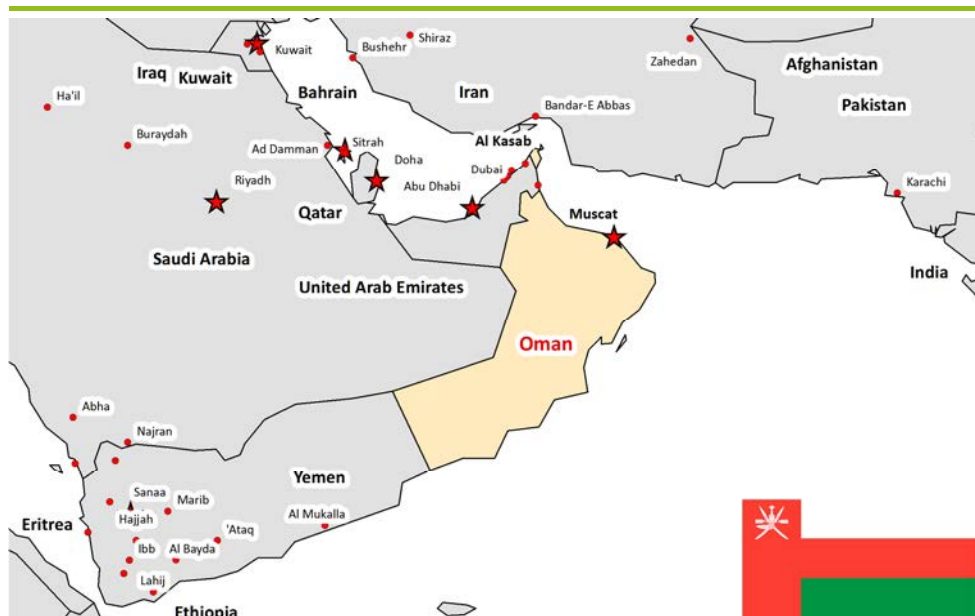 Kuwait
Bushehr
Shiraz
Zahedan
Iraq
Kuwait
Afghanistan
Ha'il
Bahrain
Iran
Bandar-E Abbas
Pakistan
Buraydah
Ad Damman
Sitrah
Al Kasab
Doha
Dubai
Riyadh
Abu Dhabi
Karachi
Qatar
Muscat
Saudi Arabia
India
United Arab Emirates
Oman
Abha
Najran
Yemen
Sanaa
Marib
Hajjah
Al Mukalla
Eritrea
'Ataq
Ibb
Al Bayda
Lahij
Ethiopia